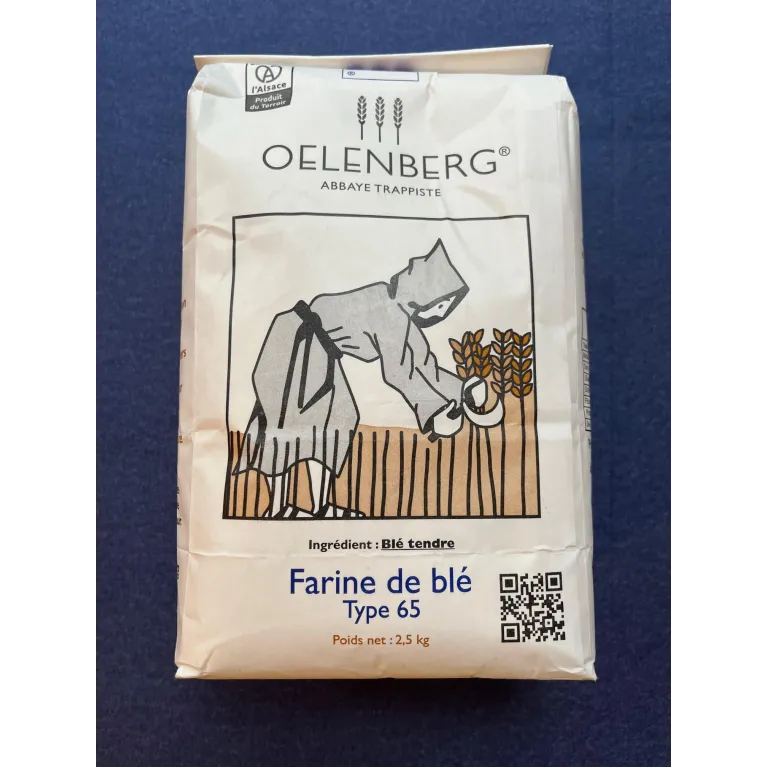 l'Alsace
Produit
du Terroir
OELENBERG®
ABBAYE TRAPPISTE
Ingrédient : Blé tendre
Farine de blé
Type 65
Poids net : 2,5 kg